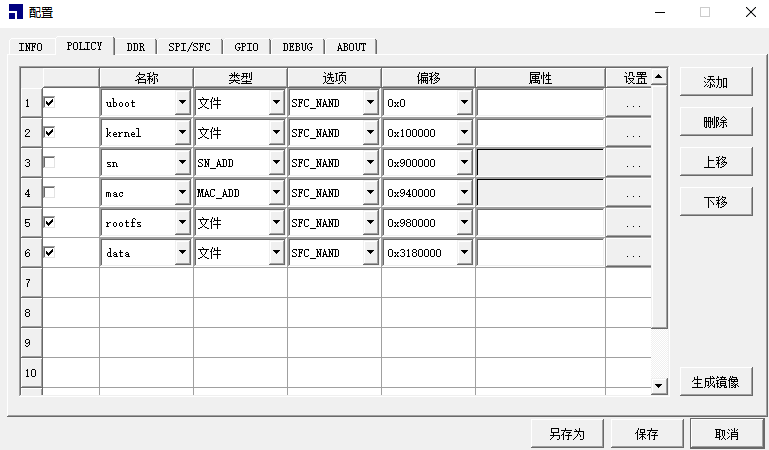 配置
INFO POLICY DDR SPI/SFC GPIO DEBUG ABOUT
名称 类型 选项 偏移 属性 设置
1 uboot 文件 SFC_NAND 0x0 ...
2 kernel 文件 SFC_NAND 0x100000 ...
3 sn SN_ADD SFC_NAND 0x900000 ...
4 mac MAC_ADD SFC_NAND 0x940000 ...
5 rootfs 文件 SFC_NAND 0x980000 ...
6 data 文件 SFC_NAND 0x3180000 ...
7
8
9
10
添加
删除
上移
下移
生成镜像
另存为 保存 取消